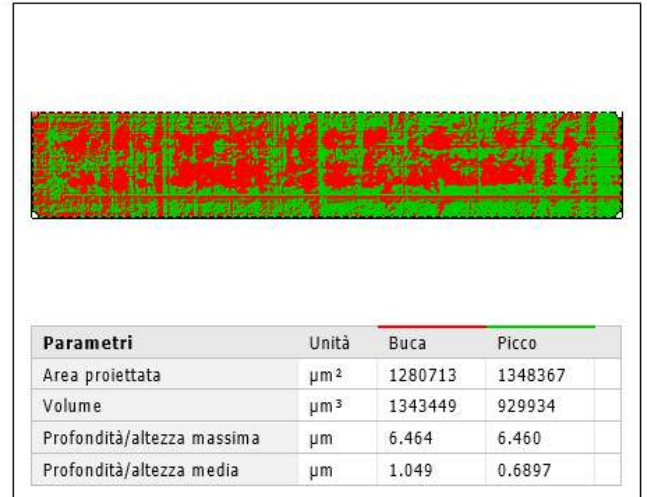 Parametri Unità Buca Picco
Area proiettata µm² 1280713 1348367
Volume µm³ 1343449 929934
Profondità/altezza massima µm 6.464 6.460
Profondità/altezza media µm 1.049 0.6897